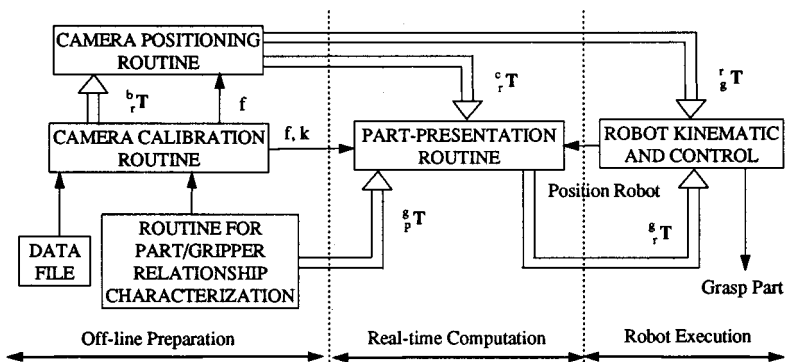 CAMERA POSITIONING
ROUTINE
b
r T
f
c
r T
r
g T
CAMERA CALIBRATION
ROUTINE
f, k
PART-PRESENTATION
ROUTINE
ROBOT KINEMATIC
AND CONTROL
Position Robot
DATA
FILE
ROUTINE FOR
PART/GRIPPER
RELATIONSHIP
CHARACTERIZATION
g
p T
g
r T
Grasp Part
Off-line Preparation
Real-time Computation
Robot Execution